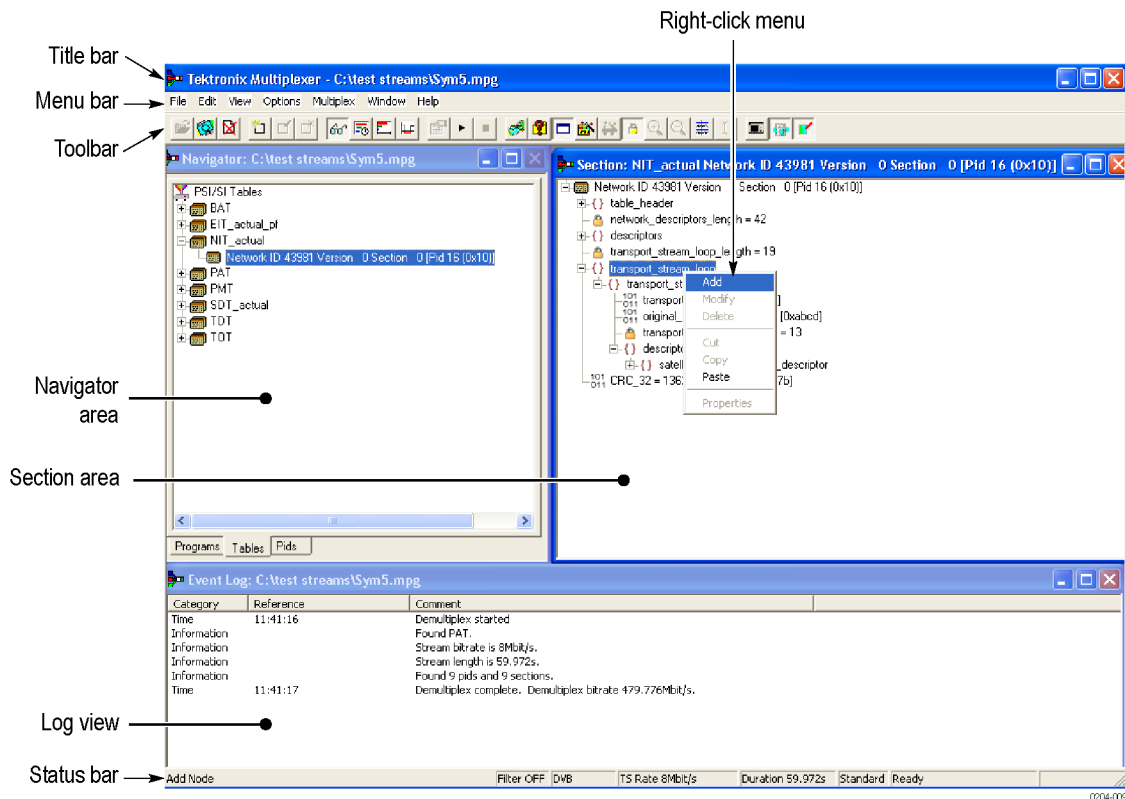 Right-click menu
Title bar
Tektronix Multiplexer - C:\test streams\Sym5.mpg
Menu bar
File Edit View Options Multiplex Window Help
Toolbar
Navigator: C:\test streams\Sym5.mpg
PSI/SI Tables
BAT
EIT_actual_pf
NIT_actual
Network ID 43981 Version 0 Section 0 [Pid 16 (0x10)]
PAT
PMT
SDT_actual
TDT
TOT
Navigator
area
Programs Tables Pids
Section: NIT_actual Network ID 43981 Version 0 Section 0 [Pid 16 (0x10)]
Network ID 43981 Version Section 0 [Pid 16 (0x10)]
table_header
network_descriptors_length = 42
descriptors
transport_stream_loop_length = 19
transport_stream_loop
transport_st
transport ]
original_ [0xabcd]
transport = 13
descripto
satell _descriptor
CRC_32 = 136 7b]
Add
Modify
Delete
Cut
Copy
Paste
Properties
Section area
Event Log: C:\test streams\Sym5.mpg
Category Reference Comment
Time 11:41:16 Demultiplex started
Information Found PAT.
Information Stream bitrate is 8Mbit/s.
Information Stream length is 59.972s.
Information Found 9 pids and 9 sections.
Time 11:41:17 Demultiplex complete. Demultiplex bitrate 479.776Mbit/s.
Log view
Status bar
Add Node Filter OFF DVB TS Rate 8Mbit/s Duration 59.972s Standard Ready
0204-009